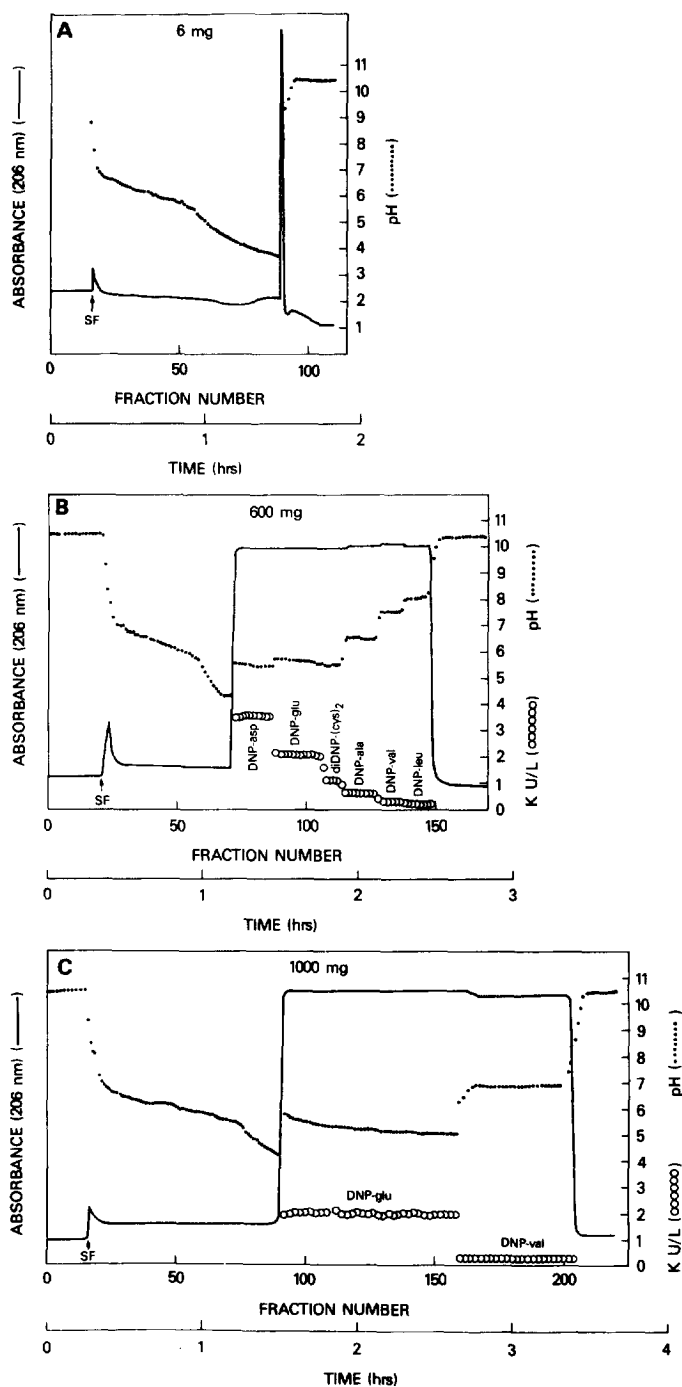 A
6 mg
ABSORBANCE (206 nm) (——)
11
10
9
8
7
6
5
4
3
2
1
pH (........)
SF
0 50 100
FRACTION NUMBER
0 1 2
TIME (hrs)
B
600 mg
ABSORBANCE (206 nm) (——)
11
10
9
8
7
6
5
4
3
2
1
0
pH (........)
K U/L (oooooo)
DNP-asp
DNP-glu
diDNP-(cys)2
DNP-ala
DNP-val
DNP-leu
SF
0 50 100 150
FRACTION NUMBER
0 1 2 3
TIME (hrs)
C
1000 mg
ABSORBANCE (206 nm) (——)
11
10
9
8
7
6
5
4
3
2
1
0
pH (........)
K U/L (oooooo)
DNP-glu
DNP-val
SF
0 50 100 150 200
FRACTION NUMBER
0 1 2 3 4
TIME (hrs)